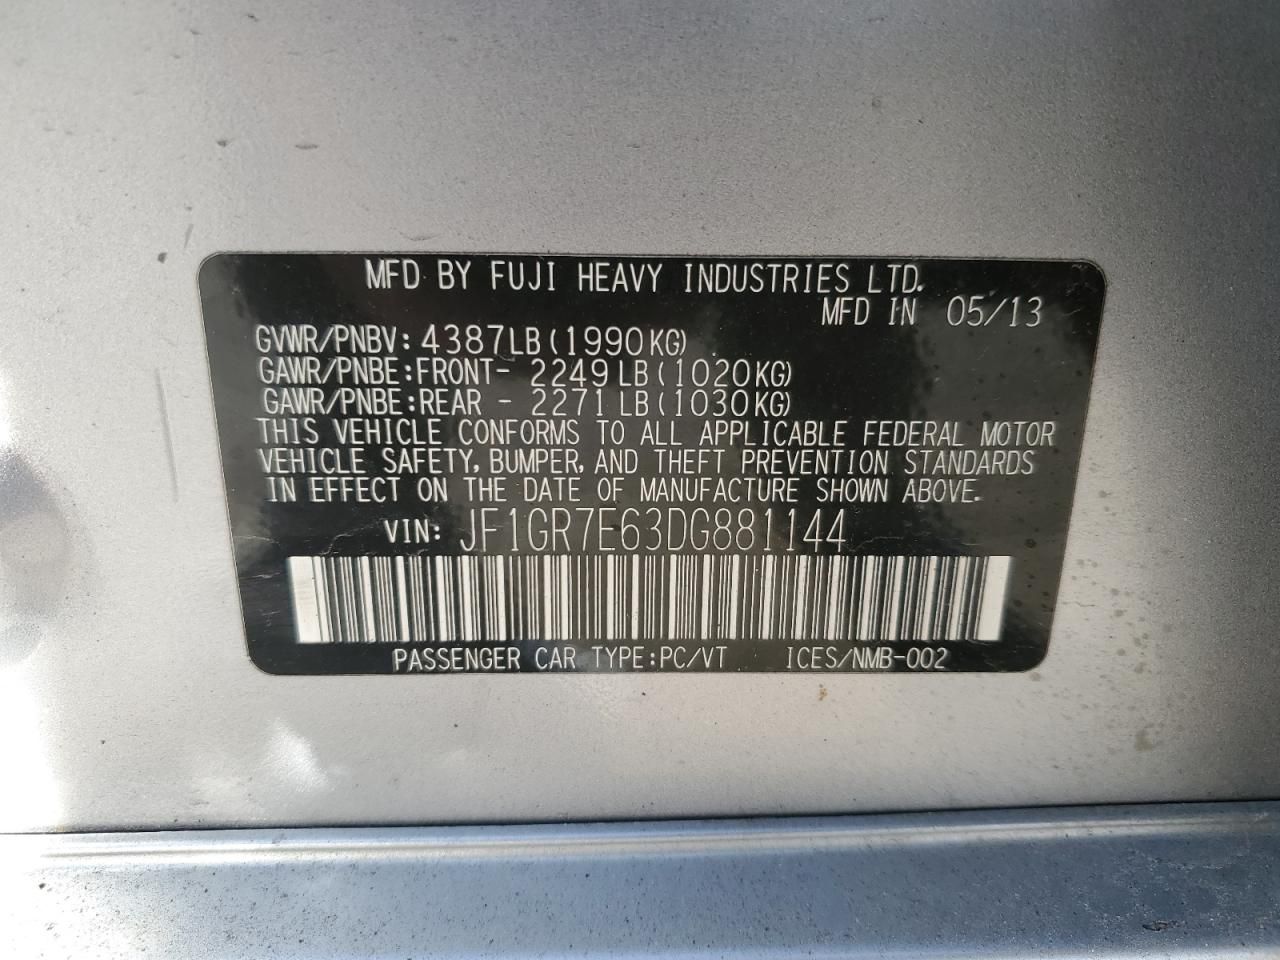 MFD BY FUJI HEAVY INDUSTRIES LTD.
MFD IN 05/13
GVWR/PNBV: 4387LB(1990KG)
GAWR/PNBE:FRONT- 2249LB(1020KG)
GAWR/PNBE:REAR - 2271LB(1030KG)
THIS VEHICLE CONFORMS TO ALL APPLICABLE FEDERAL MOTOR
VEHICLE SAFETY, BUMPER, AND THEFT PREVENTION STANDARDS
IN EFFECT ON THE DATE OF MANUFACTURE SHOWN ABOVE.
VIN: JF1GR7E63DG881144
PASSENGER CAR TYPE:PC/VT ICES/NMB-002